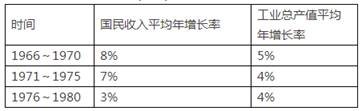 时间 国民收入平均年增长率 工业总产值平均
年增长率
1966~1970 8% 5%
1971~1975 7% 4%
1976~1980 3% 4%